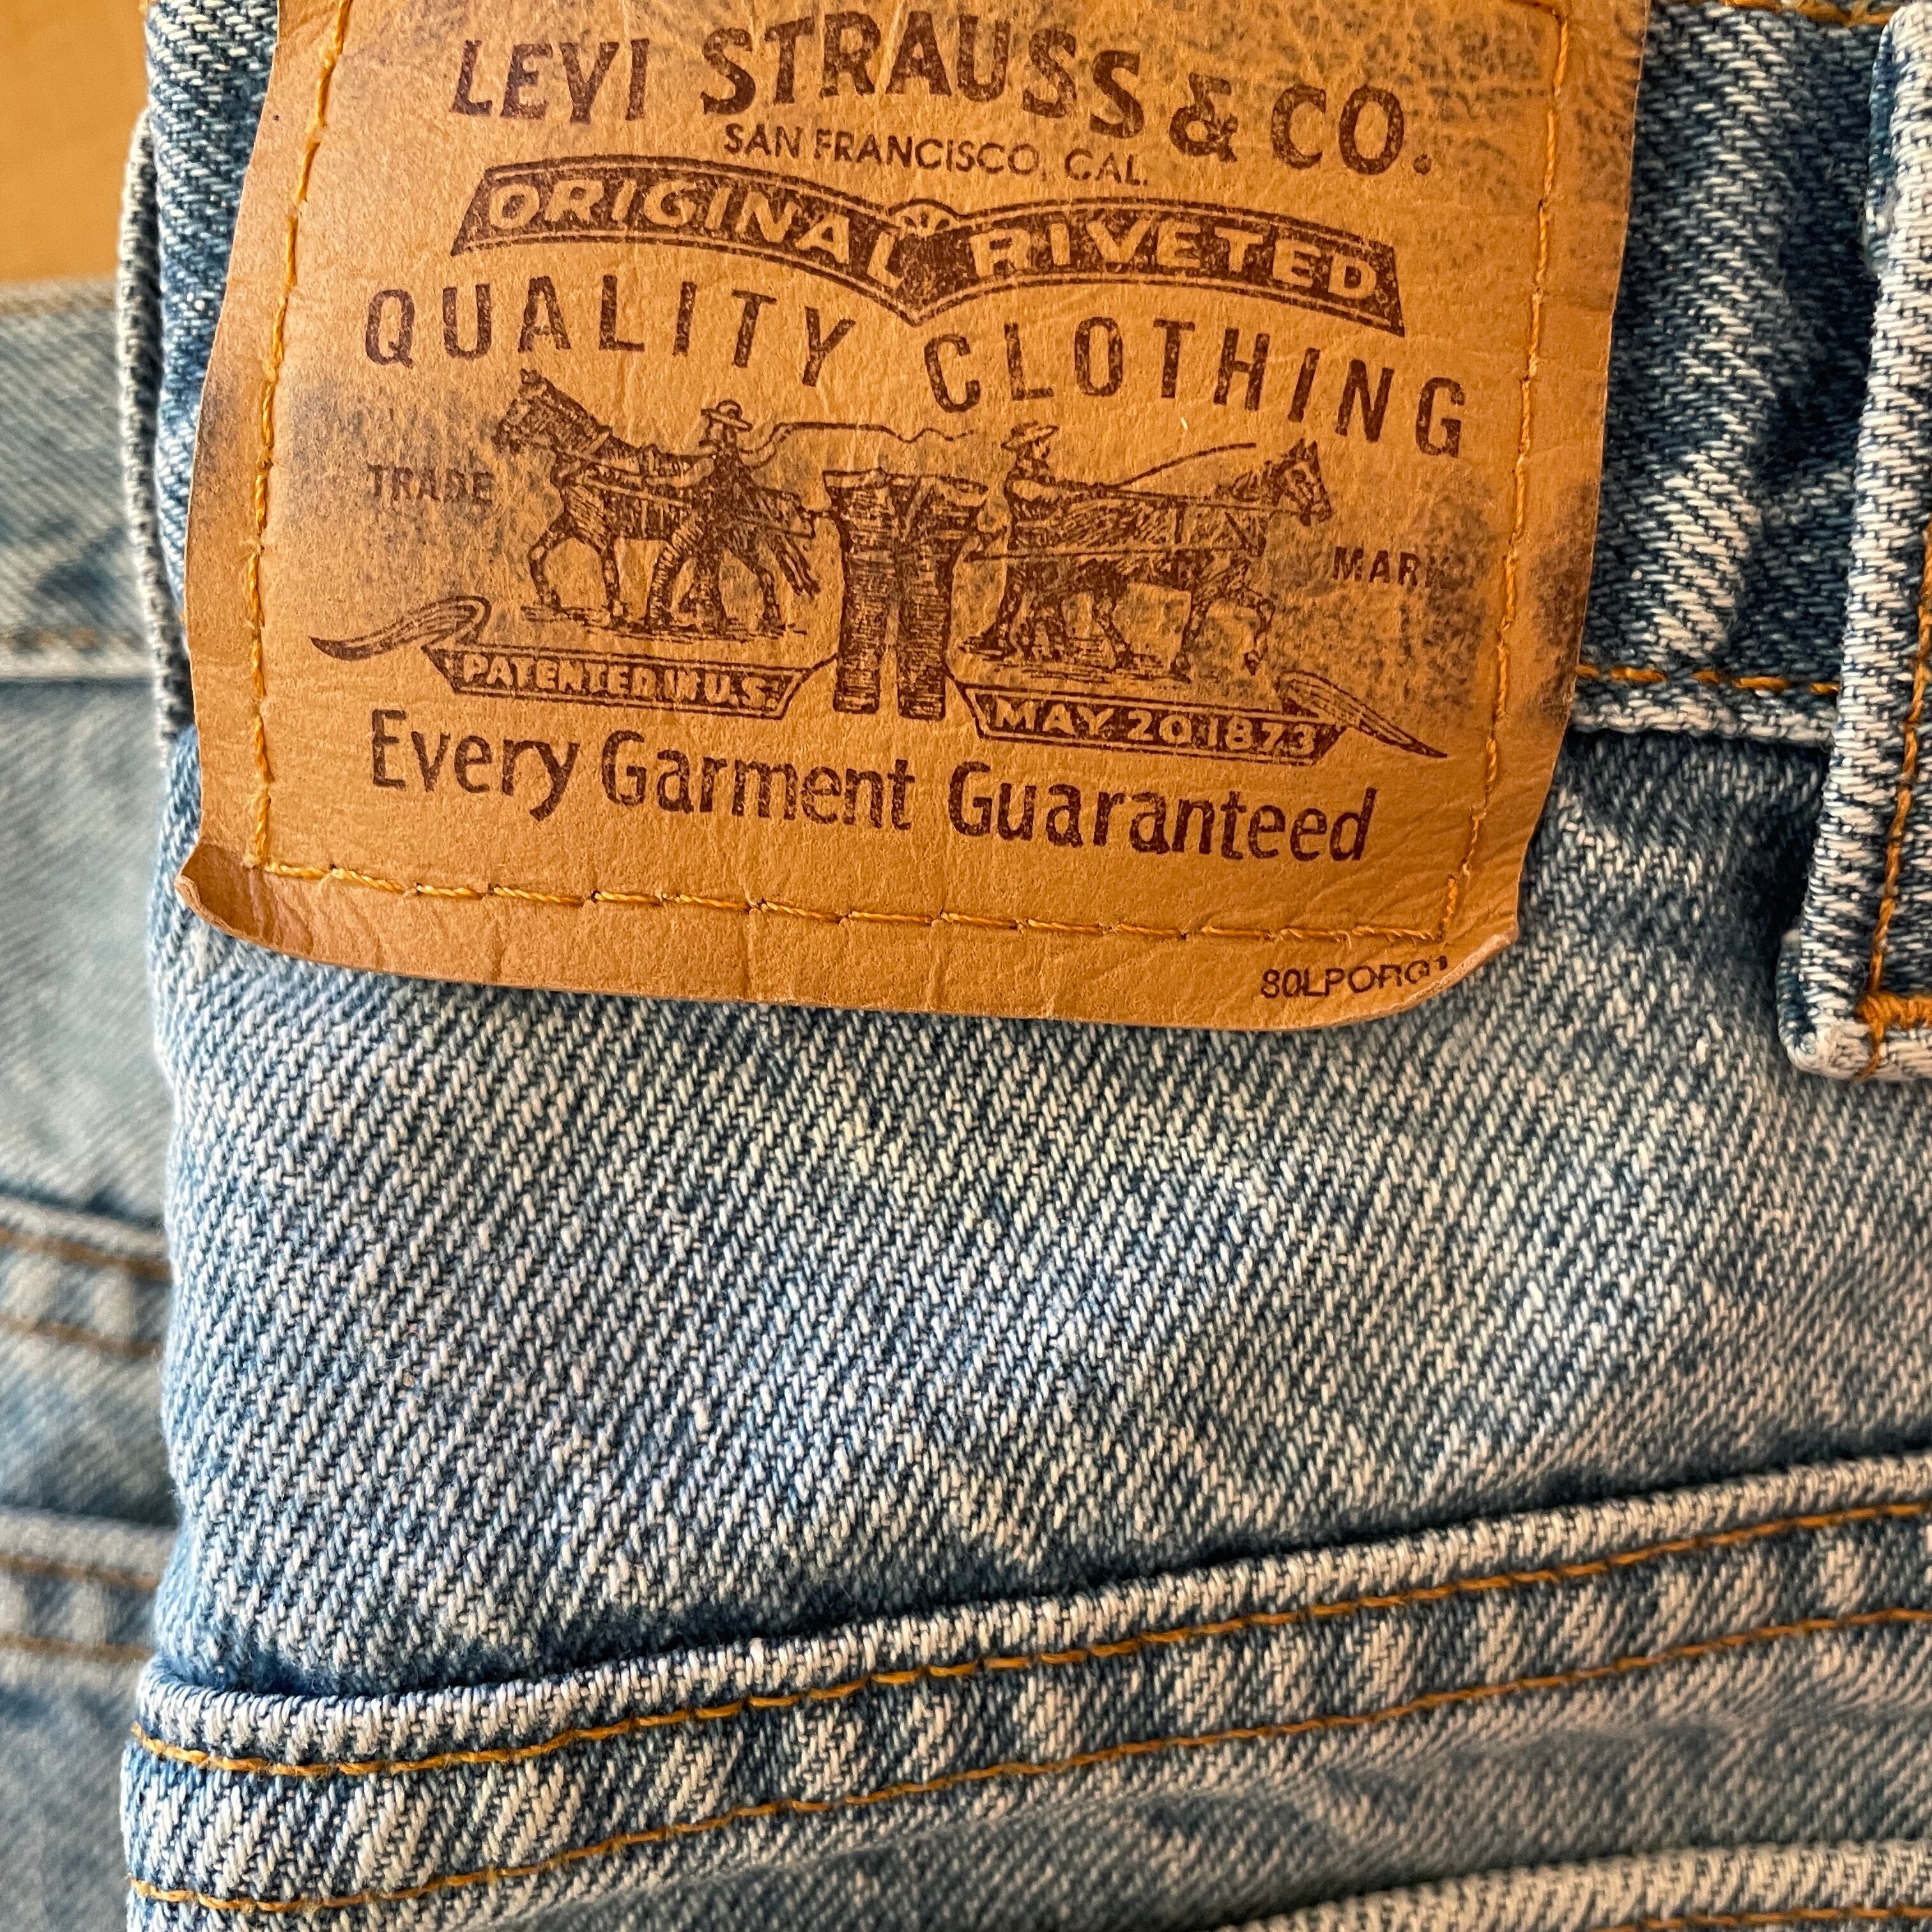 LEVI STRAUSS & CO.
SAN FRANCISCO, CAL.
ORIGINAL RIVETED
QUALITY CLOTHING
TRADE MARK
PATENTED IN U.S. MAY 20 1873
Every Garment Guaranteed
80LPORG1